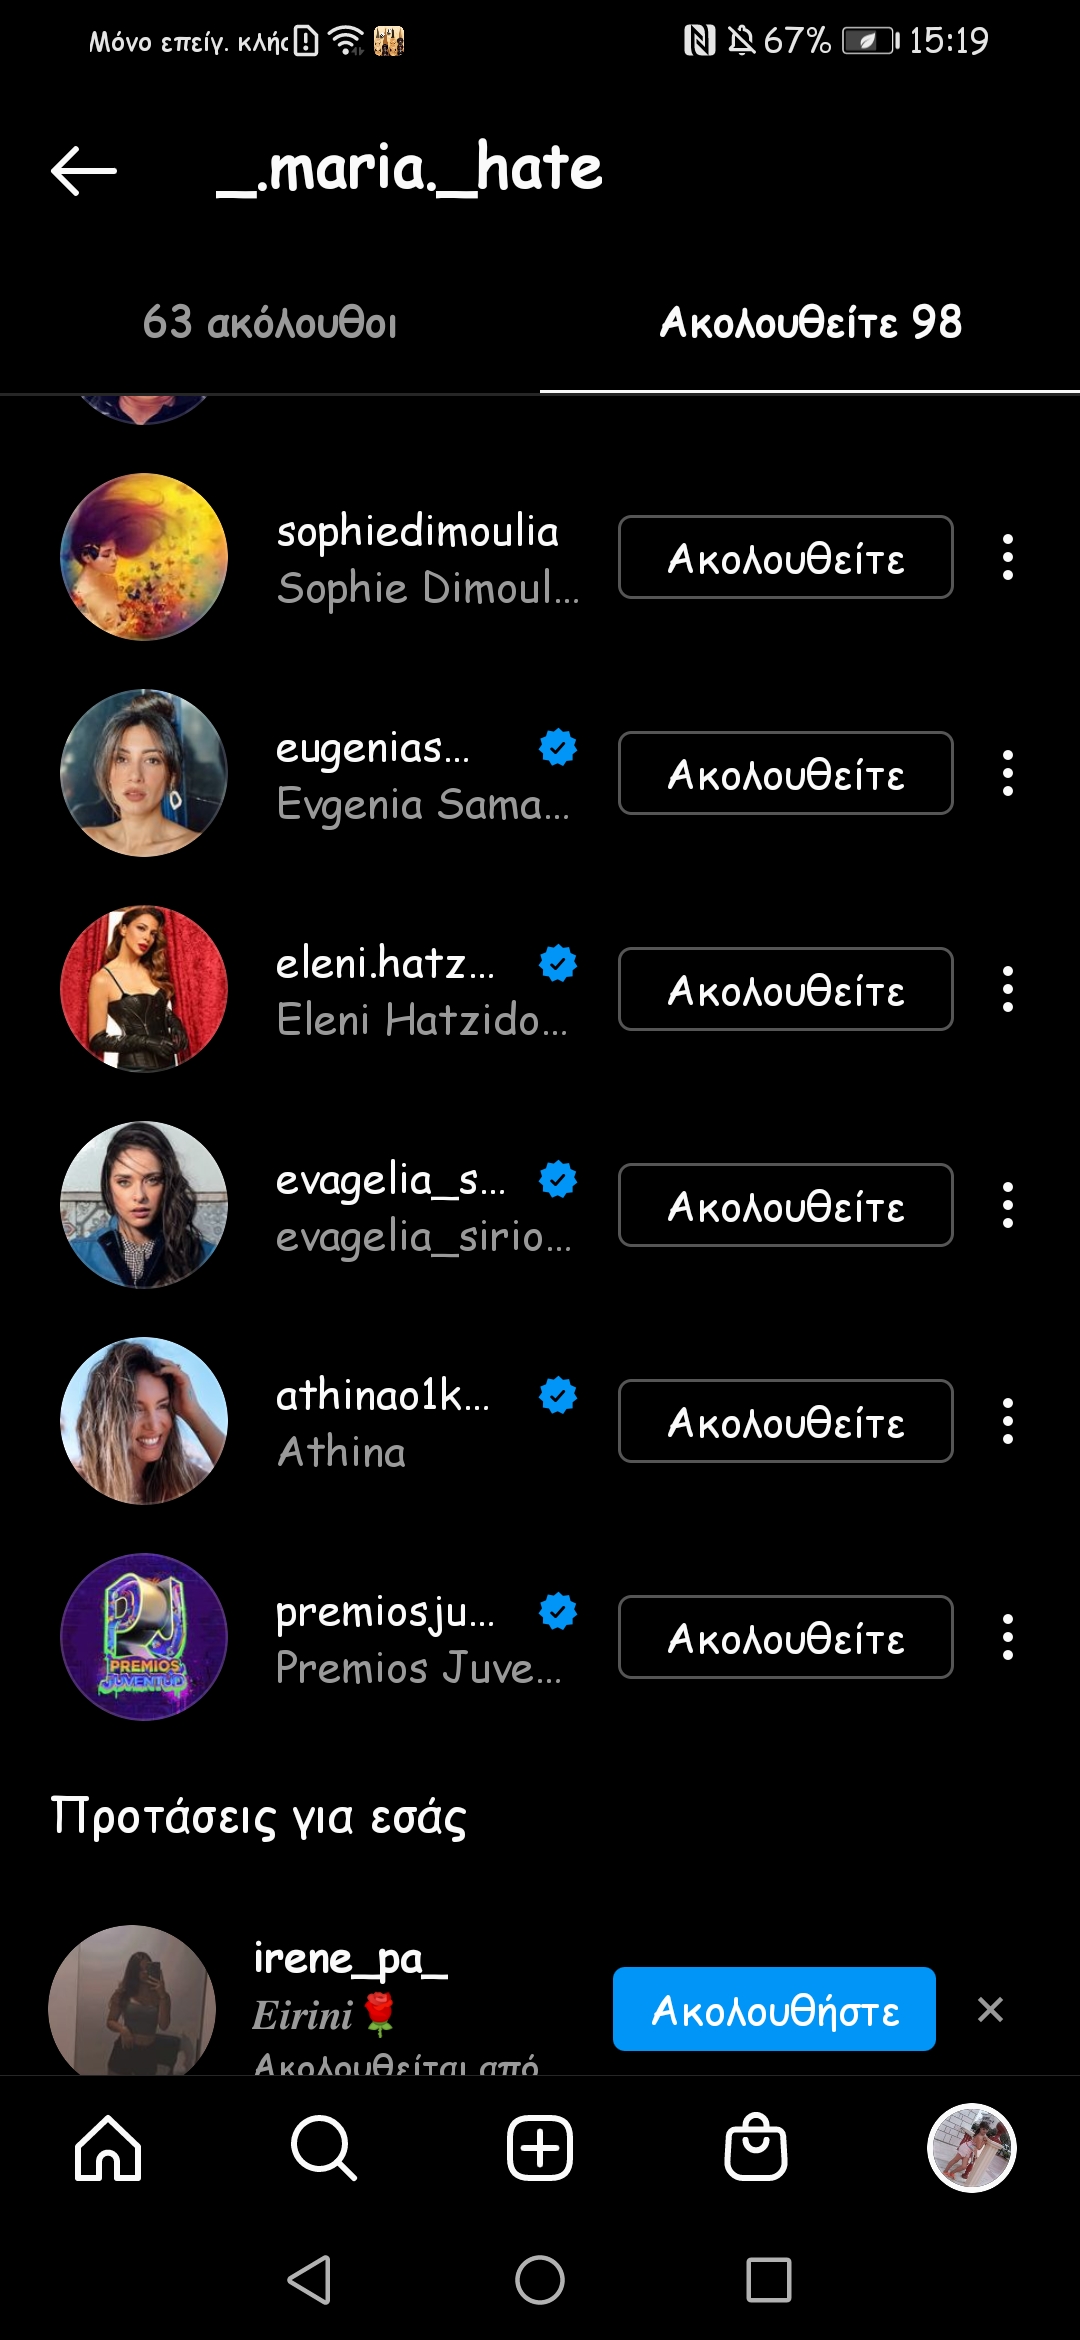 Μόνο επείγ. κλής
67% 15:19
_.maria._hate
63 ακόλουθοι
Ακολουθείτε 98
sophiedimoulia
Sophie Dimoul...
Ακολουθείτε
eugenias...
Evgenia Sama...
Ακολουθείτε
eleni.hatz...
Eleni Hatzido...
Ακολουθείτε
evagelia_s...
evagelia_sirio...
Ακολουθείτε
athinao1k...
Athina
Ακολουθείτε
PREMIOS
JUVENTUD
premiosju...
Premios Juve...
Ακολουθείτε
Προτάσεις για εσάς
irene_pa_
Eirini🌹
Ακολουθείται από
Ακολουθήστε